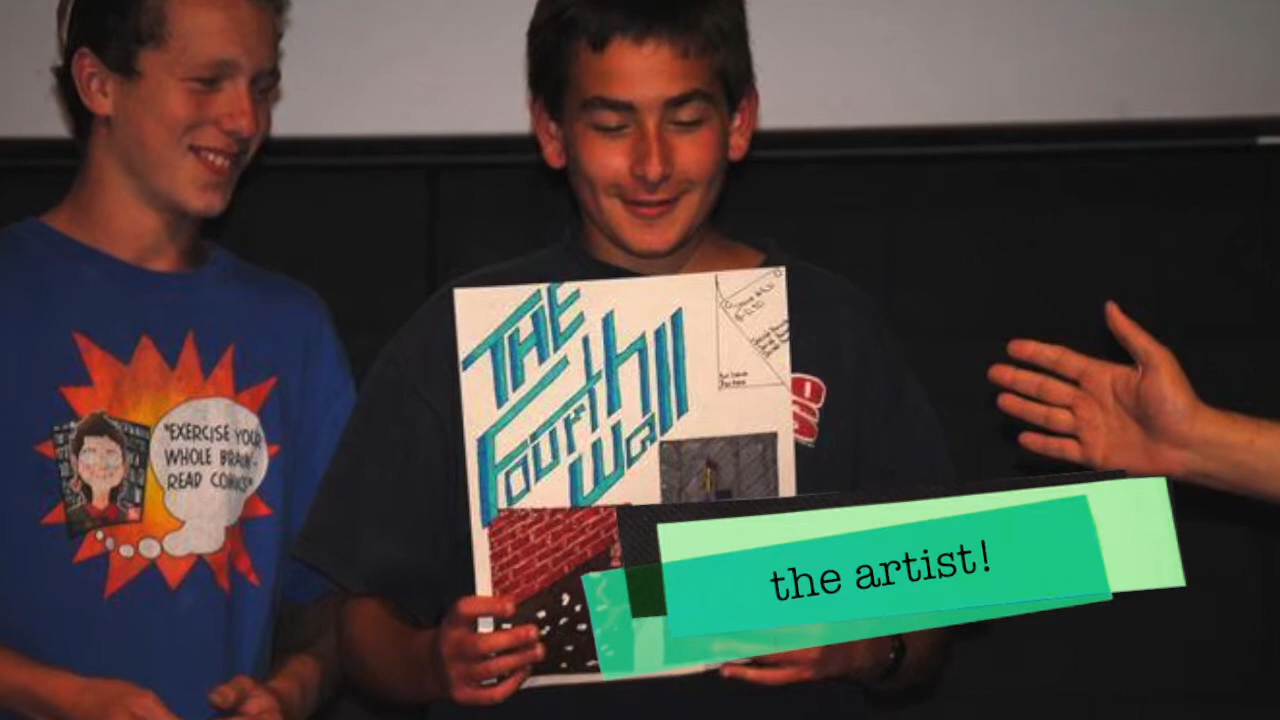 THE
Fourth
Wall
"EXERCISE YOUR
WHOLE BRAIN-
READ COMICS"
the artist!